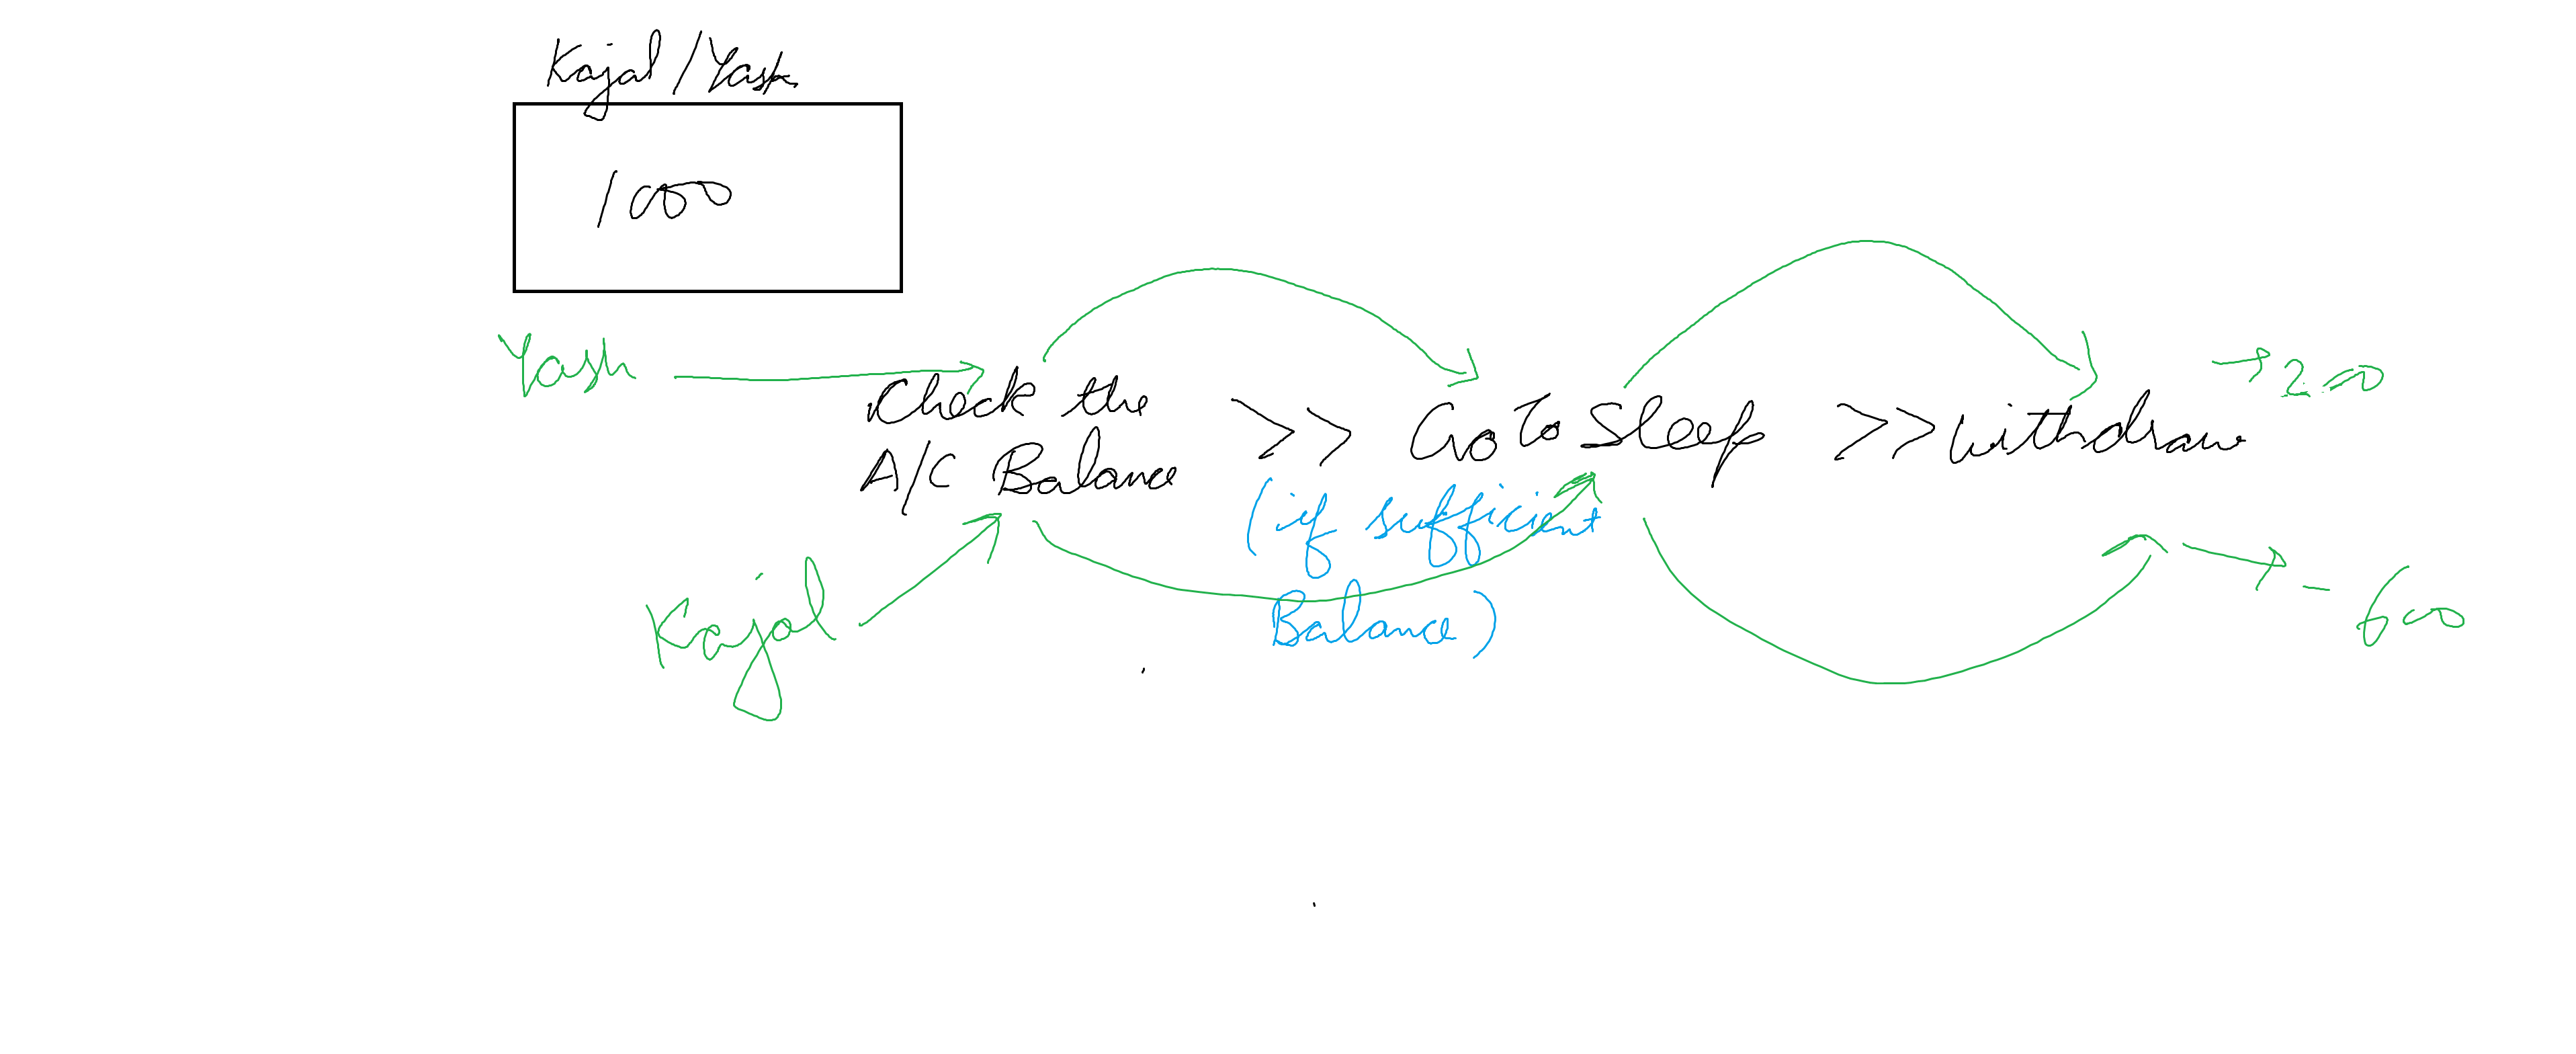 Kajal / Yash
1000
Yash
Check the >> Go To Sleep >> withdraw → 200
A/C Balance
(if sufficient
Balance)
Kajal
- 600